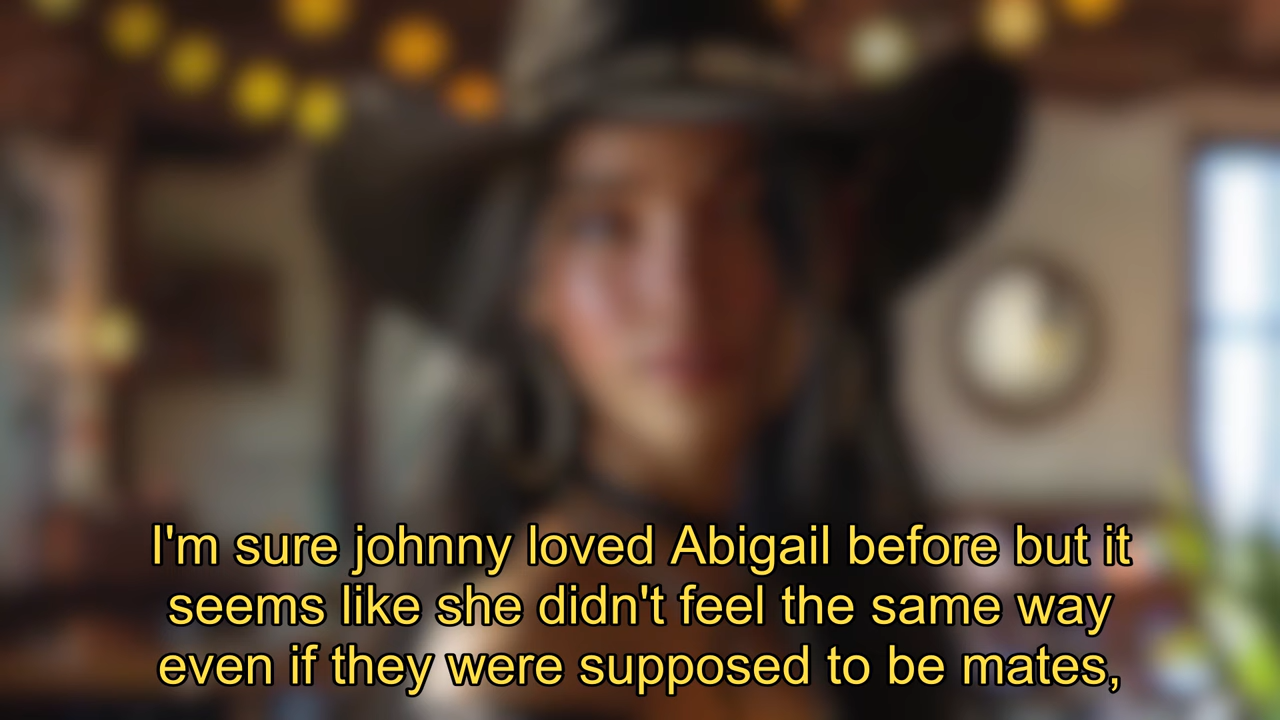 I'm sure johnny loved Abigail before but it
seems like she didn't feel the same way
even if they were supposed to be mates,